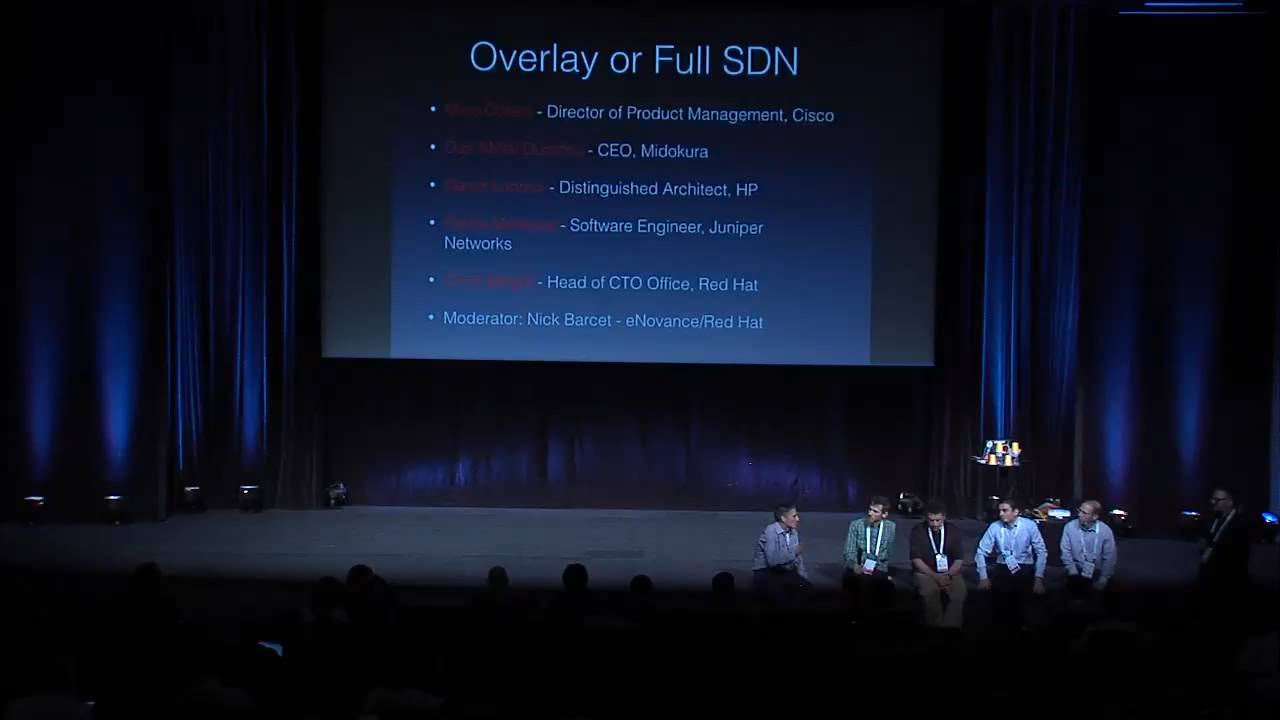 Overlay or Full SDN
• - Director of Product Management, Cisco
• - CEO, Midokura
• - Distinguished Architect, HP
• - Software Engineer, Juniper
Networks
• - Head of CTO Office, Red Hat
• Moderator: Nick Barcet - eNovance/Red Hat